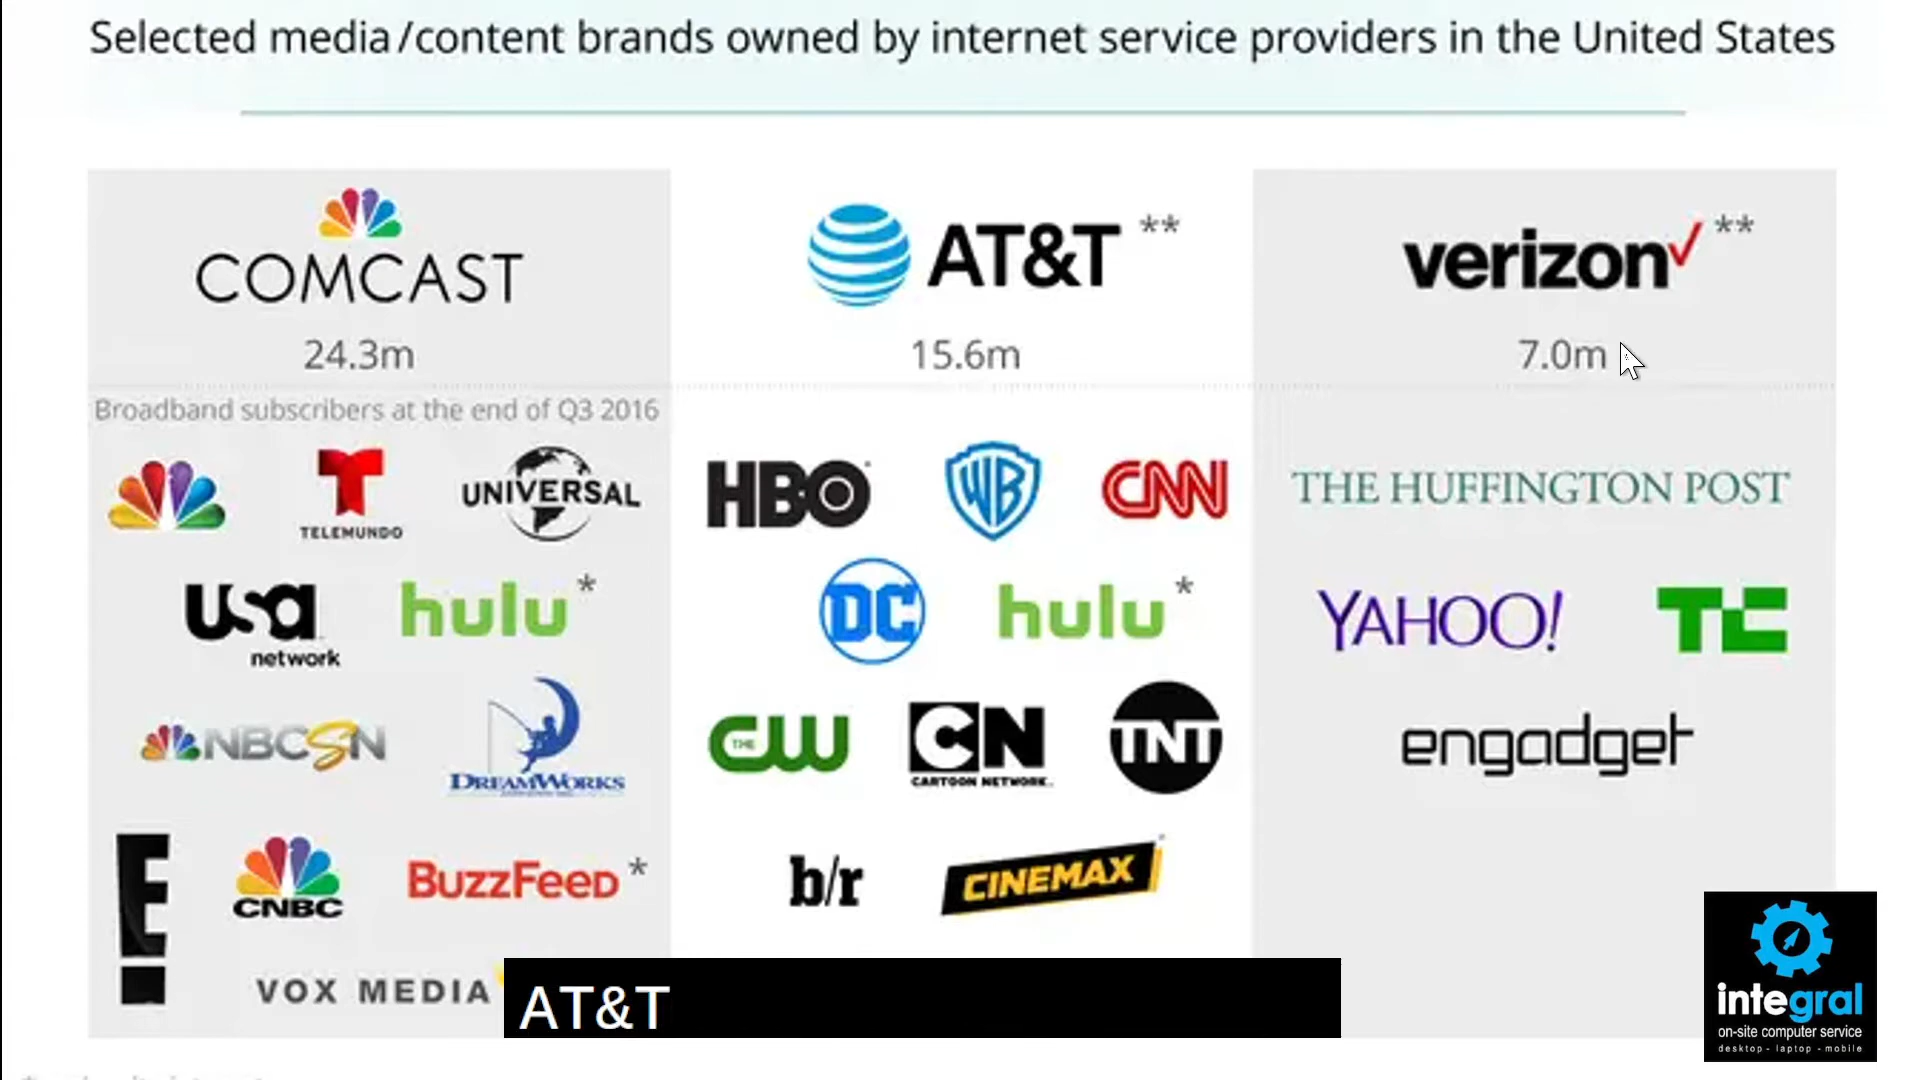 Selected media/content brands owned by internet service providers in the United States
COMCAST
AT&T **
verizon **
24.3m
15.6m
7.0m
Broadband subscribers at the end of Q3 2016
TELEMUNDO
UNIVERSAL
HBO
WB
CNN
THE HUFFINGTON POST
usa
network
hulu *
DC
hulu *
YAHOO!
TC
NBCSN
DREAMWORKS
THE CW
CN
CARTOON NETWORK
TNT
engadget
E!
CNBC
BUZZFEED *
b/r
CINEMAX
VOX MEDIA
AT&T
integral
on-site computer service
desktop - laptop - mobile